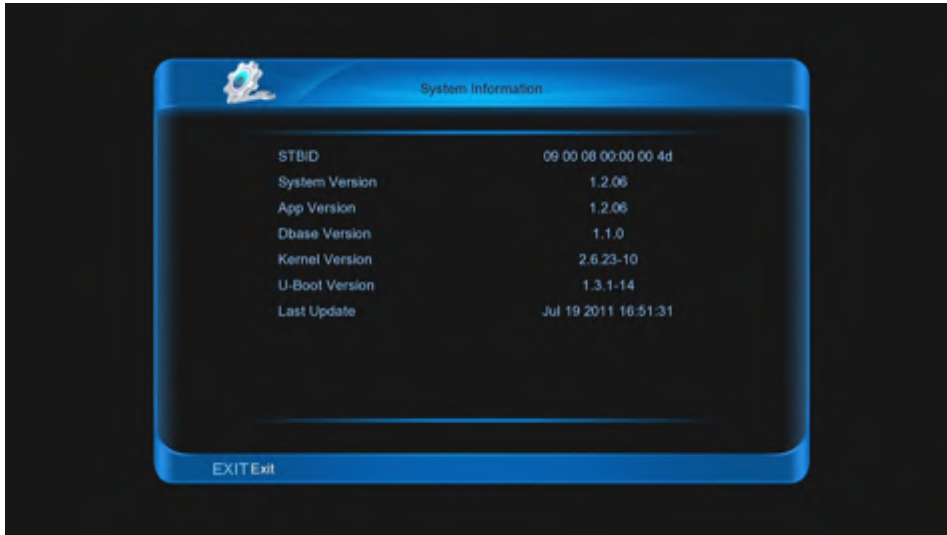 System Information
STBID 09 00 08 00:00 00 4d
System Version 1.2.06
App Version 1.2.06
Dbase Version 1.1.0
Kernel Version 2.6.23-10
U-Boot Version 1.3.1-14
Last Update Jul 19 2011 16:51:31
EXIT Exit